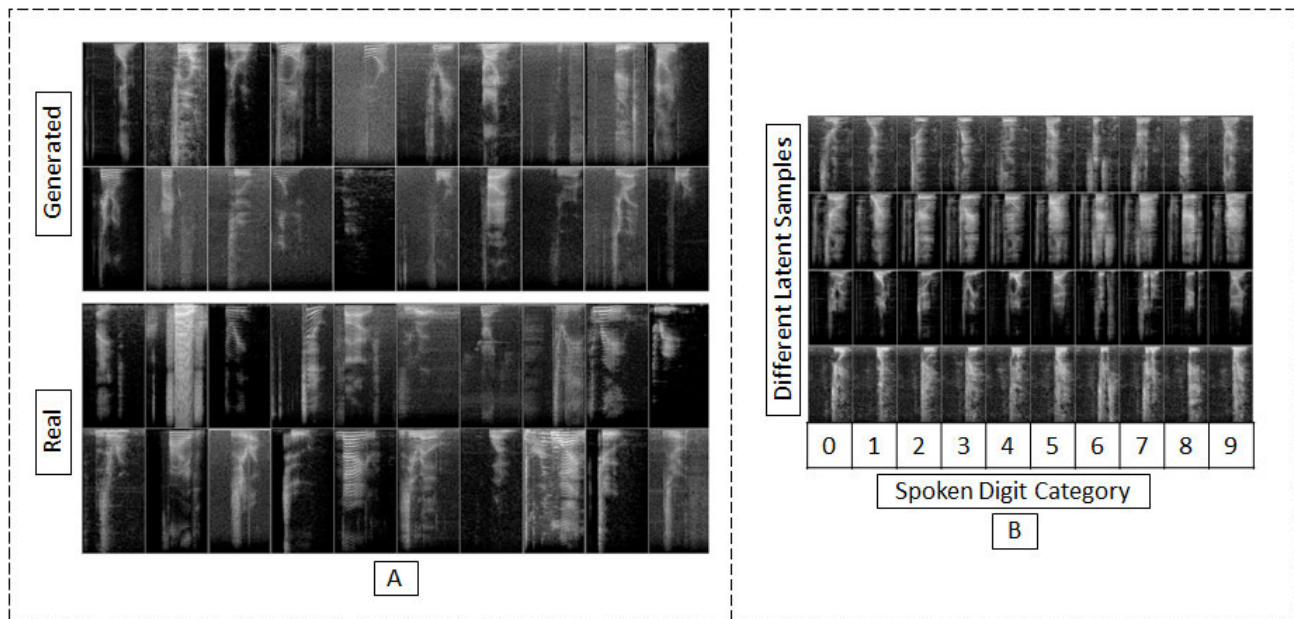 Generated
Real
A
Different Latent Samples
0 1 2 3 4 5 6 7 8 9
Spoken Digit Category
B